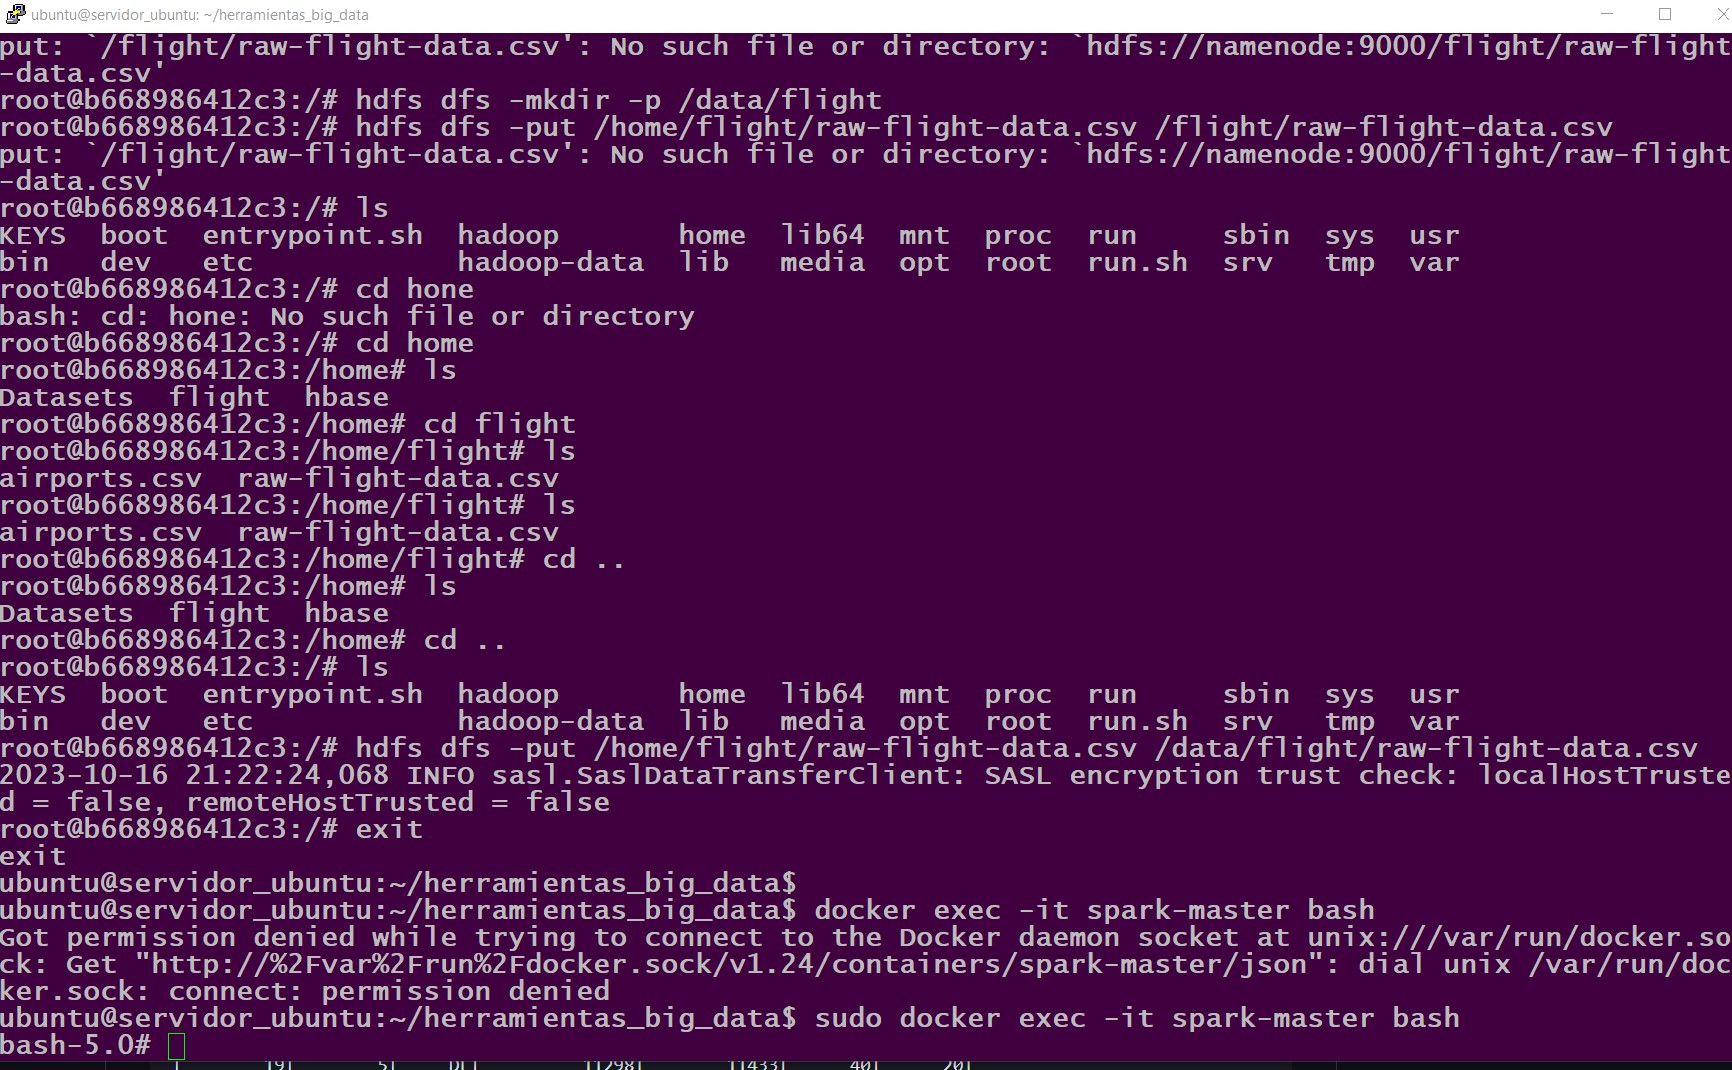 ubuntu@servidor_ubuntu: ~/herramientas_big_data
put: `/flight/raw-flight-data.csv': No such file or directory: `hdfs://namenode:9000/flight/raw-flight
-data.csv'
root@b668986412c3:/# hdfs dfs -mkdir -p /data/flight
root@b668986412c3:/# hdfs dfs -put /home/flight/raw-flight-data.csv /flight/raw-flight-data.csv
put: `/flight/raw-flight-data.csv': No such file or directory: `hdfs://namenode:9000/flight/raw-flight
-data.csv'
root@b668986412c3:/# ls
KEYS  boot  entrypoint.sh  hadoop       home  lib64  mnt  proc  run     sbin  sys  usr
bin   dev   etc            hadoop-data  lib   media  opt  root  run.sh  srv   tmp  var
root@b668986412c3:/# cd hone
bash: cd: hone: No such file or directory
root@b668986412c3:/# cd home
root@b668986412c3:/home# ls
Datasets  flight  hbase
root@b668986412c3:/home# cd flight
root@b668986412c3:/home/flight# ls
airports.csv  raw-flight-data.csv
root@b668986412c3:/home/flight# ls
airports.csv  raw-flight-data.csv
root@b668986412c3:/home/flight# cd ..
root@b668986412c3:/home# ls
Datasets  flight  hbase
root@b668986412c3:/home# cd ..
root@b668986412c3:/# ls
KEYS  boot  entrypoint.sh  hadoop       home  lib64  mnt  proc  run     sbin  sys  usr
bin   dev   etc            hadoop-data  lib   media  opt  root  run.sh  srv   tmp  var
root@b668986412c3:/# hdfs dfs -put /home/flight/raw-flight-data.csv /data/flight/raw-flight-data.csv
2023-10-16 21:22:24,068 INFO sasl.SaslDataTransferClient: SASL encryption trust check: localHostTruste
d = false, remoteHostTrusted = false
root@b668986412c3:/# exit
exit
ubuntu@servidor_ubuntu:~/herramientas_big_data$
ubuntu@servidor_ubuntu:~/herramientas_big_data$ docker exec -it spark-master bash
Got permission denied while trying to connect to the Docker daemon socket at unix:///var/run/docker.so
ck: Get "http://%2Fvar%2Frun%2Fdocker.sock/v1.24/containers/spark-master/json": dial unix /var/run/doc
ker.sock: connect: permission denied
ubuntu@servidor_ubuntu:~/herramientas_big_data$ sudo docker exec -it spark-master bash
bash-5.0#